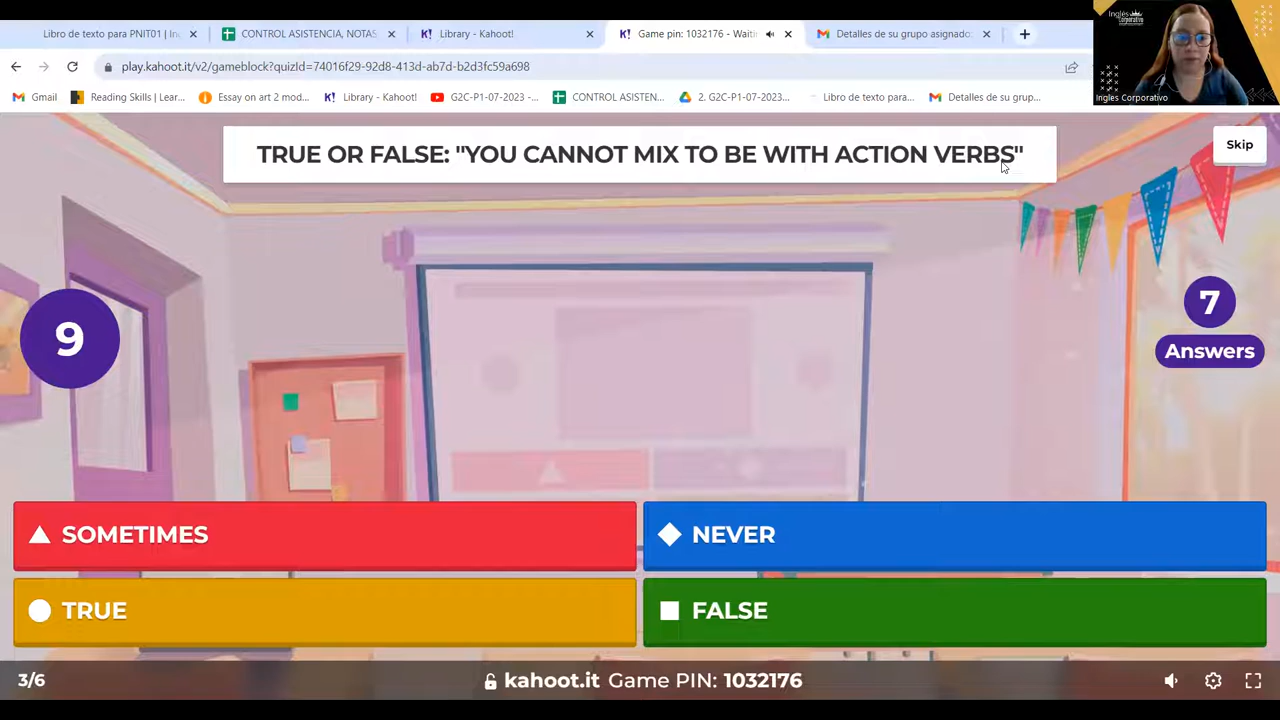 Libro de texto para PNIT01 | In
CONTROL ASISTENCIA, NOTAS
Library - Kahoot!
Game pin: 1032176 - Waiti
Detalles de su grupo asignado:
play.kahoot.it/v2/gameblock?quizId=74016f29-92d8-413d-ab7d-b2d3fc59e698
Gmail
Reading Skills | Lear...
Essay on art 2 mod...
Library - Kahoot!
G2C-P1-07-2023 -...
CONTROL ASISTEN...
2. G2C-P1-07-2023...
Libro de texto para...
Detalles de su grup...
Inglés
Corporativo
Ingles Corporativo
TRUE OR FALSE: "YOU CANNOT MIX TO BE WITH ACTION VERBS"
Skip
9
7
Answers
SOMETIMES
NEVER
TRUE
FALSE
3/6
kahoot.it Game PIN: 1032176